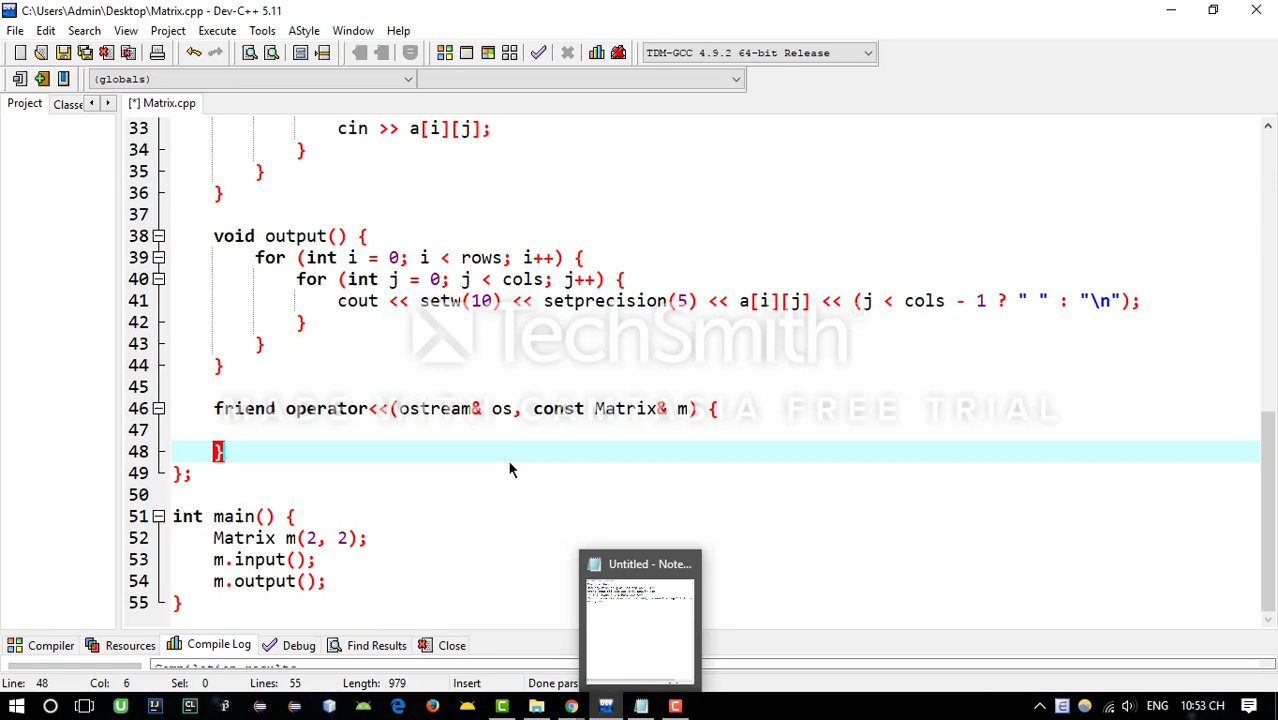 C:\Users\Admin\Desktop\Matrix.cpp - Dev-C++ 5.11
File Edit Search View Project Execute Tools AStyle Window Help
TDM-GCC 4.9.2 64-bit Release
(globals)
Project Classe [*] Matrix.cpp
33 cin >> a[i][j];
34 }
35 }
36 }
37
38 void output() {
39 for (int i = 0; i < rows; i++) {
40 for (int j = 0; j < cols; j++) {
41 cout << setw(10) << setprecision(5) << a[i][j] << (j < cols - 1 ? " " : "\n");
42 }
43 }
44 }
45
46 friend operator<<(ostream& os, const Matrix& m) {
47
48 }
49 };
50
51 int main() {
52 Matrix m(2, 2);
53 m.input();
54 m.output();
55 }
TechSmith
MADE WITH CAMTASIA FREE TRIAL
Untitled - Note...
Compiler Resources Compile Log Debug Find Results Close
Line: 48 Col: 6 Sel: 0 Lines: 55 Length: 979 Insert Done pars
ENG 10:53 CH